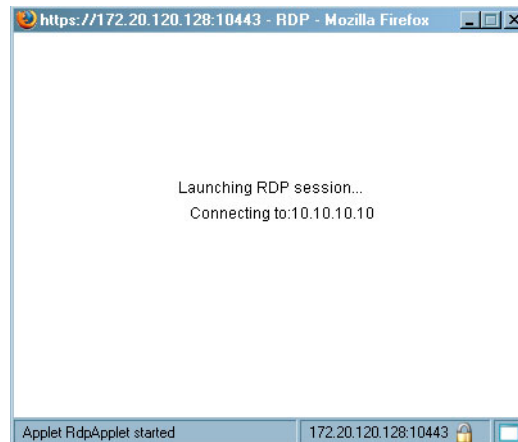 https://172.20.120.128:10443 - RDP - Mozilla Firefox
Launching RDP session...
Connecting to:10.10.10.10
Applet RdpApplet started
172.20.120.128:10443